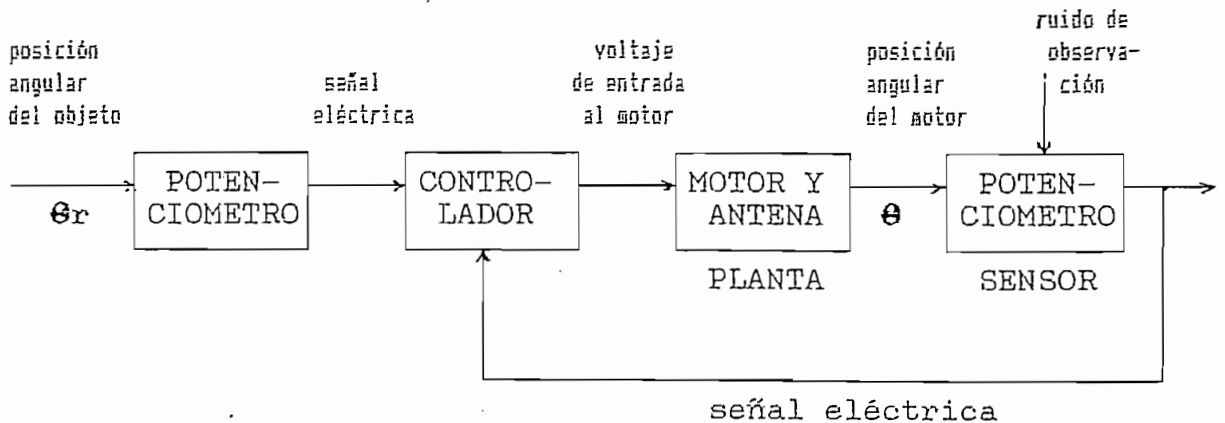 posición
angular
del objeto
señal
eléctrica
voltaje
de entrada
al motor
posición
angular
del motor
ruido de
observa-
ción
θr
POTEN-
CIOMETRO
CONTRO-
LADOR
MOTOR Y
ANTENA
PLANTA
θ
POTEN-
CIOMETRO
SENSOR
señal eléctrica